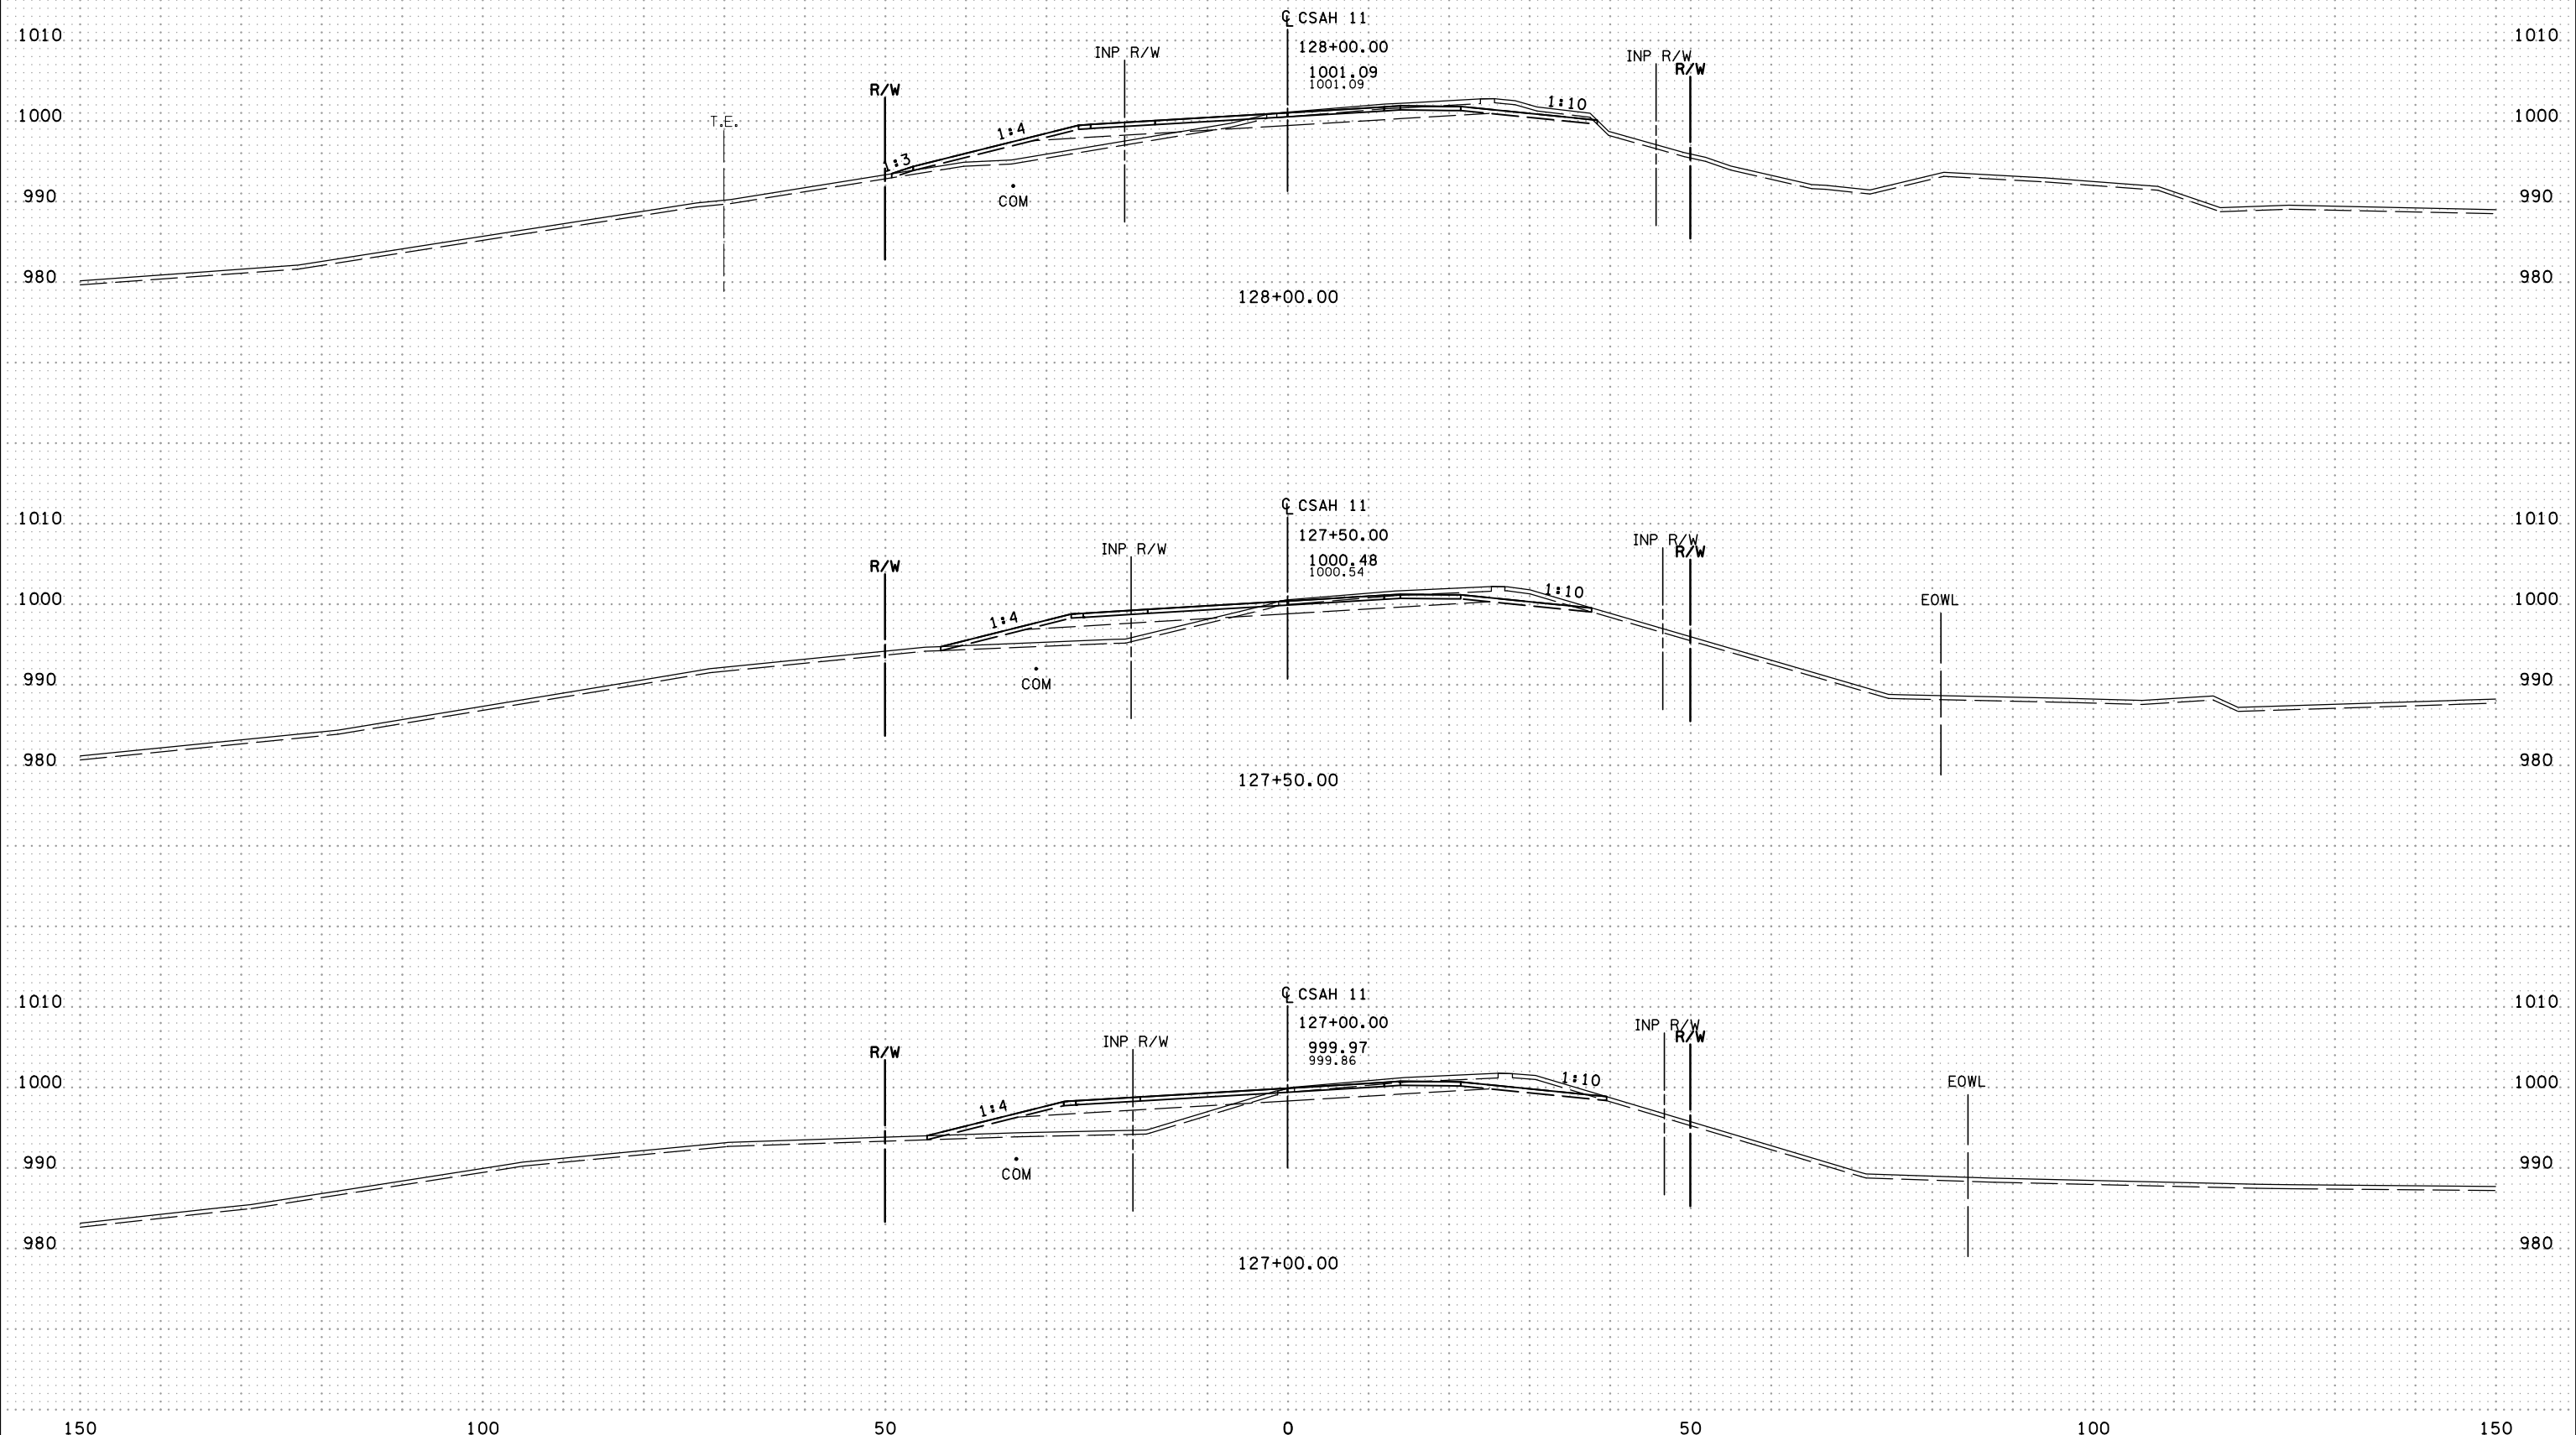 ℄ CSAH 11
1010 1010
128+00.00
INP R/W INP R/W
R/W
1001.09
1001.09
R/W
1:10
1000 T.E. 1:4 1000
1:3
990 COM 990
980 980
128+00.00
℄ CSAH 11
1010 1010
127+50.00
INP R/W INP R/W
R/W
1000.48
1000.54
R/W
1:10
1000 EOWL 1000
1:4
990 COM 990
980 980
127+50.00
℄ CSAH 11
1010 1010
127+00.00
INP R/W INP R/W
R/W
999.97
999.86
R/W
1000 1:10 EOWL 1000
1:4
990 COM 990
980 980
127+00.00
150 100 50 0 50 100 150